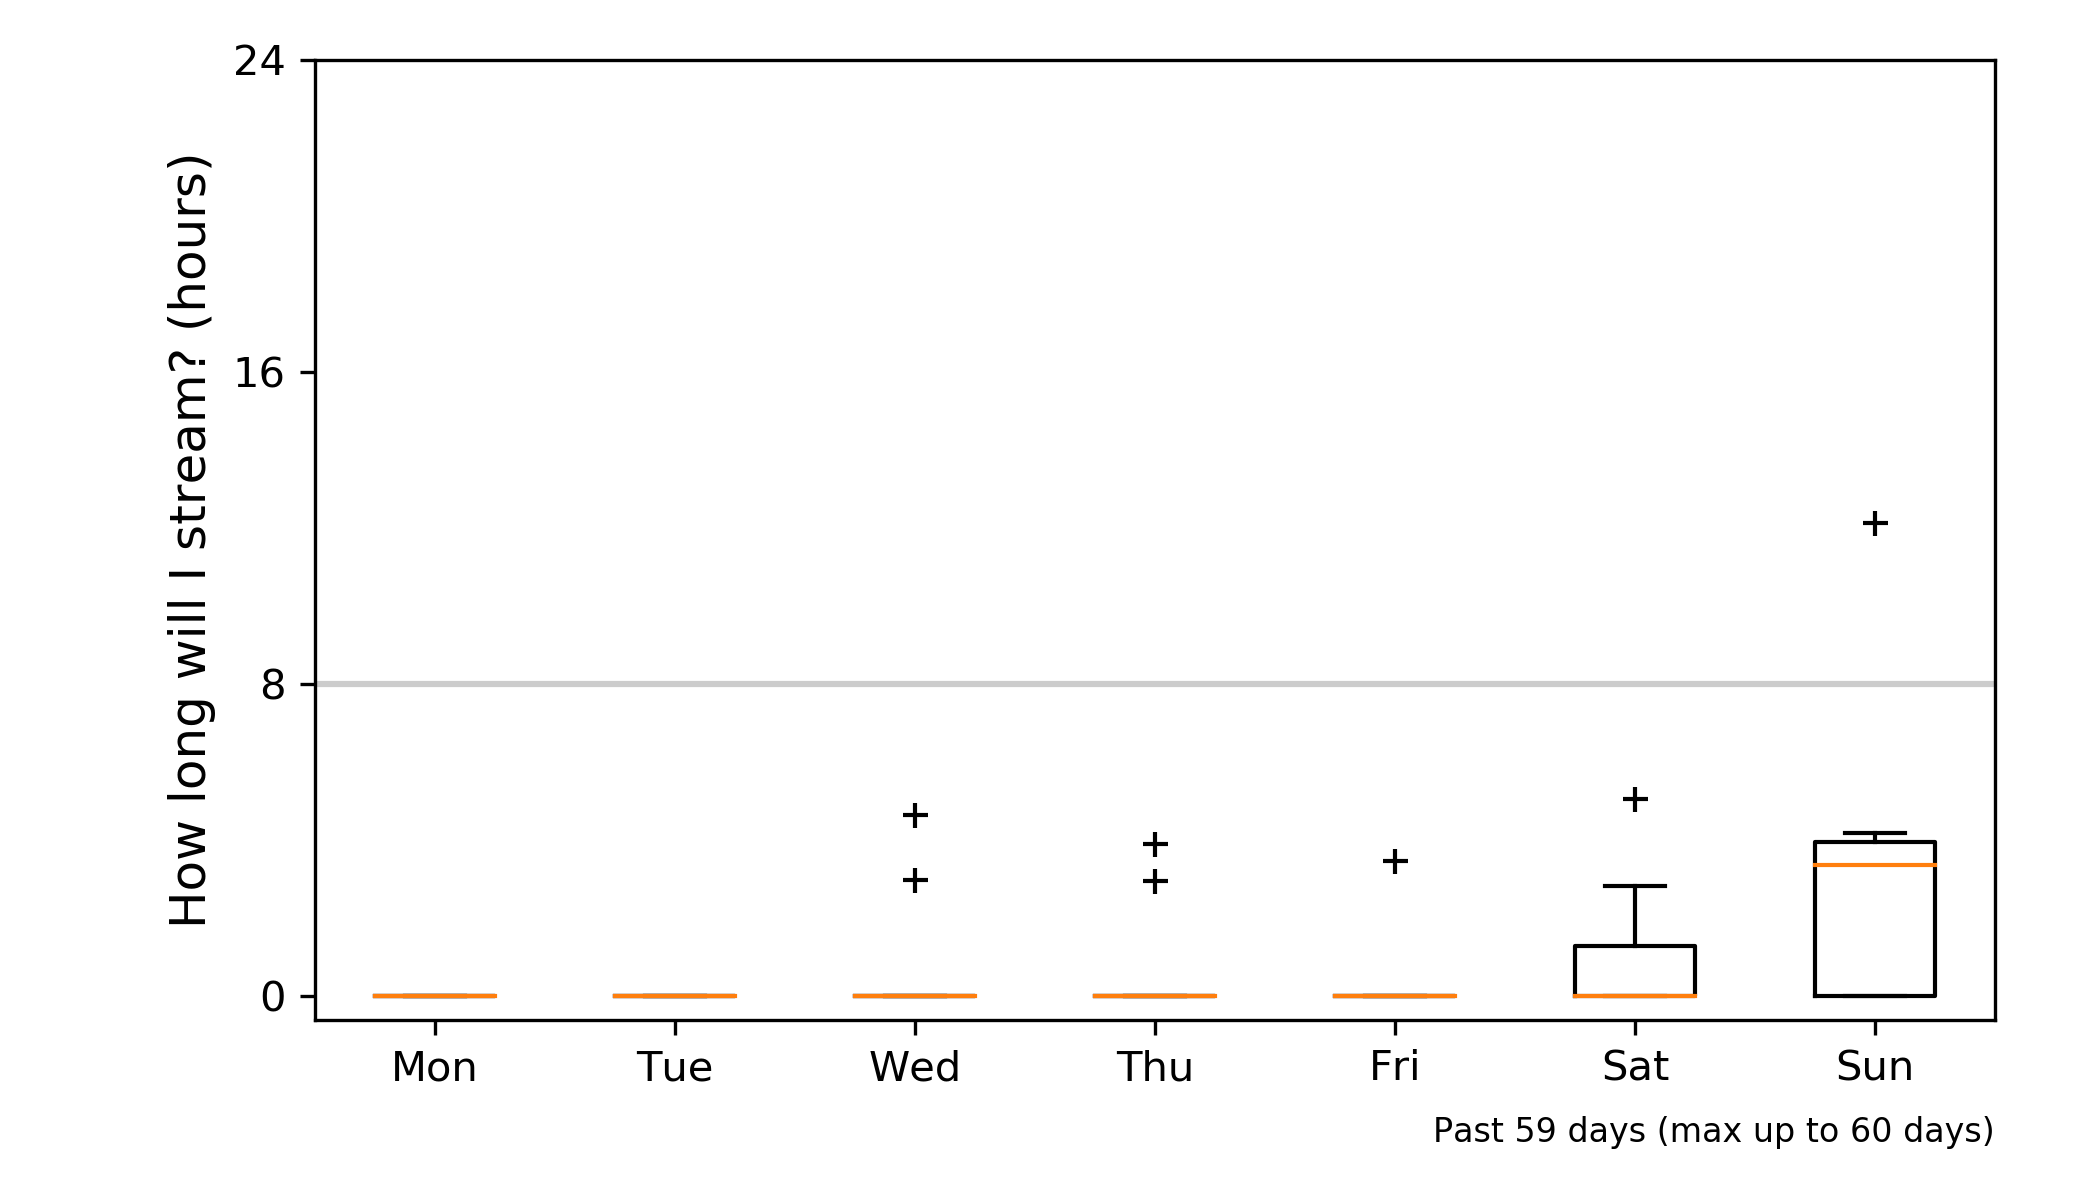 How long will I stream? (hours)
24
16
8
0
Mon Tue Wed Thu Fri Sat Sun
Past 59 days (max up to 60 days)